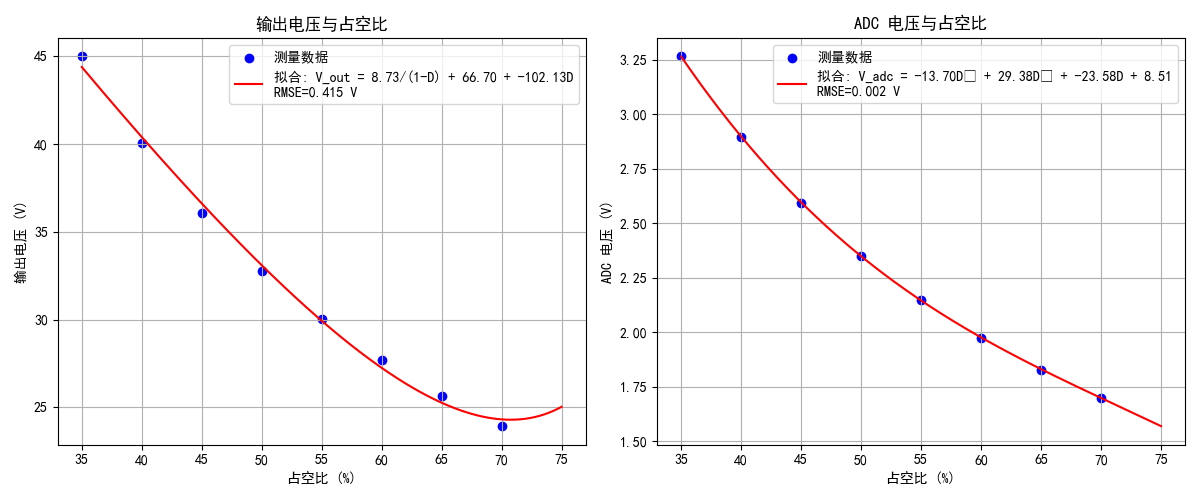 输出电压与占空比
测量数据
拟合: V_out = 8.73/(1-D) + 66.70 + -102.13D
RMSE=0.415 V
45
40
35
30
25
输出电压 (V)
35 40 45 50 55 60 65 70 75
占空比 (%)
ADC 电压与占空比
测量数据
拟合: V_adc = -13.70D□ + 29.38D□ + -23.58D + 8.51
RMSE=0.002 V
3.25
3.00
2.75
2.50
2.25
2.00
1.75
1.50
ADC 电压 (V)
35 40 45 50 55 60 65 70 75
占空比 (%)